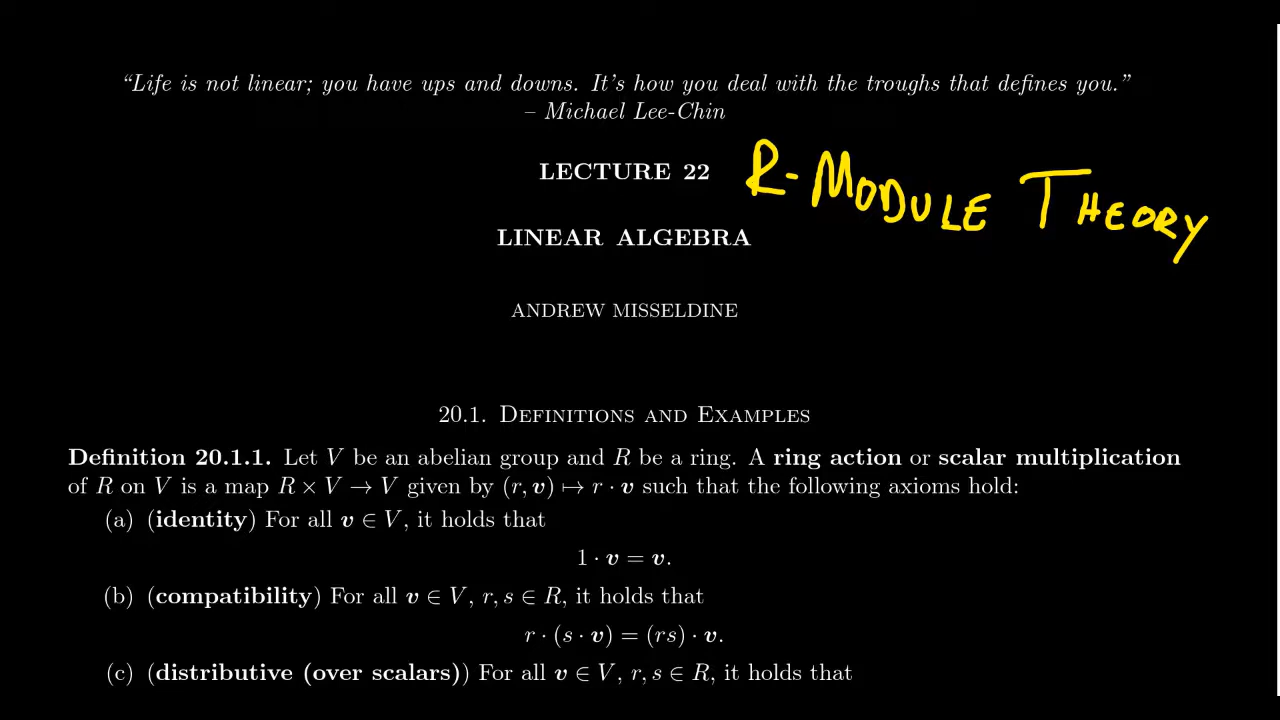 “Life is not linear; you have ups and downs. It’s how you deal with the troughs that defines you.”
– Michael Lee-Chin
LECTURE 22 R-MODULE THEORY
LINEAR ALGEBRA
ANDREW MISSELDINE
20.1. Definitions and Examples
Definition 20.1.1. Let V be an abelian group and R be a ring. A ring action or scalar multiplication
of R on V is a map R × V → V given by (r, v) ↦ r · v such that the following axioms hold:
(a) (identity) For all v ∈ V, it holds that
1 · v = v.
(b) (compatibility) For all v ∈ V, r, s ∈ R, it holds that
r · (s · v) = (rs) · v.
(c) (distributive (over scalars)) For all v ∈ V, r, s ∈ R, it holds that